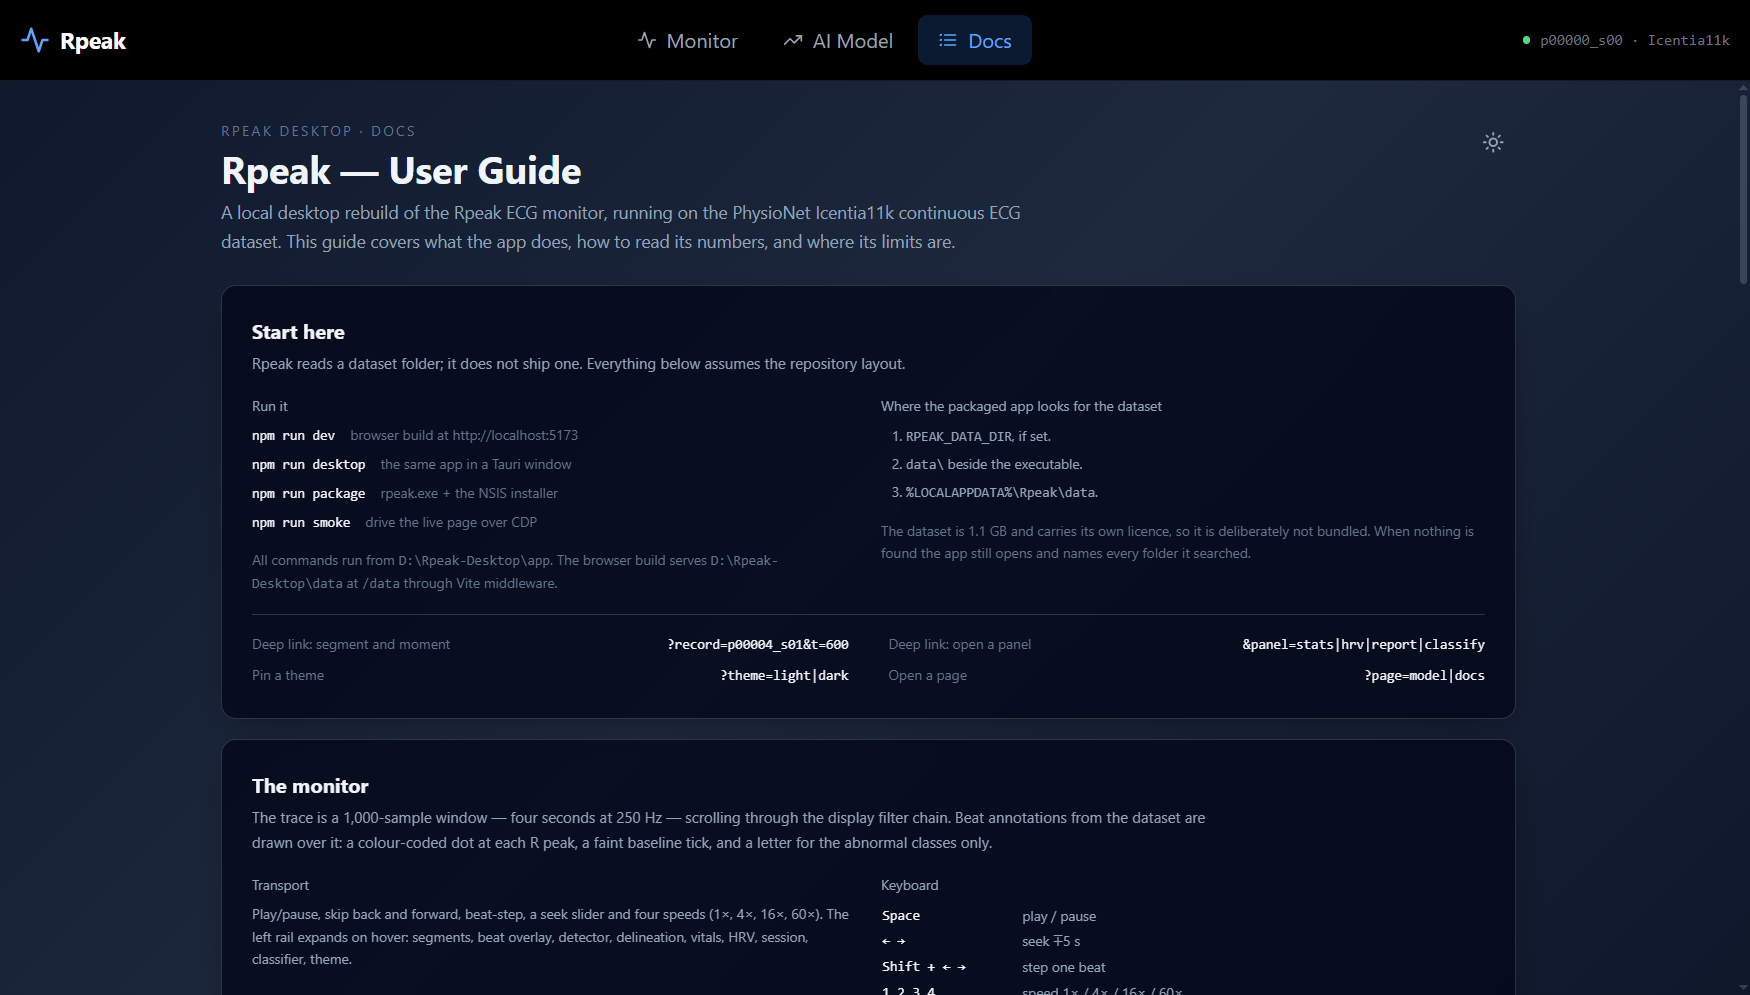 Rpeak
Monitor
AI Model
Docs
p00000_s00 · Icentia11k
RPEAK DESKTOP · DOCS
Rpeak — User Guide
A local desktop rebuild of the Rpeak ECG monitor, running on the PhysioNet Icentia11k continuous ECG
dataset. This guide covers what the app does, how to read its numbers, and where its limits are.
Start here
Rpeak reads a dataset folder; it does not ship one. Everything below assumes the repository layout.
Run it
npm run dev browser build at http://localhost:5173
npm run desktop the same app in a Tauri window
npm run package rpeak.exe + the NSIS installer
npm run smoke drive the live page over CDP
All commands run from D:\Rpeak-Desktop\app. The browser build serves D:\Rpeak-
Desktop\data at /data through Vite middleware.
Where the packaged app looks for the dataset
1. RPEAK_DATA_DIR, if set.
2. data\ beside the executable.
3. %LOCALAPPDATA%\Rpeak\data.
The dataset is 1.1 GB and carries its own licence, so it is deliberately not bundled. When nothing is
found the app still opens and names every folder it searched.
Deep link: segment and moment ?record=p00004_s01&t=600
Deep link: open a panel &panel=stats|hrv|report|classify
Pin a theme ?theme=light|dark
Open a page ?page=model|docs
The monitor
The trace is a 1,000-sample window — four seconds at 250 Hz — scrolling through the display filter chain. Beat annotations from the dataset are
drawn over it: a colour-coded dot at each R peak, a faint baseline tick, and a letter for the abnormal classes only.
Transport
Play/pause, skip back and forward, beat-step, a seek slider and four speeds (1×, 4×, 16×, 60×). The
left rail expands on hover: segments, beat overlay, detector, delineation, vitals, HRV, session,
classifier, theme.
Keyboard
Space play / pause
← → seek ∓5 s
Shift + ← → step one beat
1 2 3 4 speed 1× / 4× / 16× / 60×